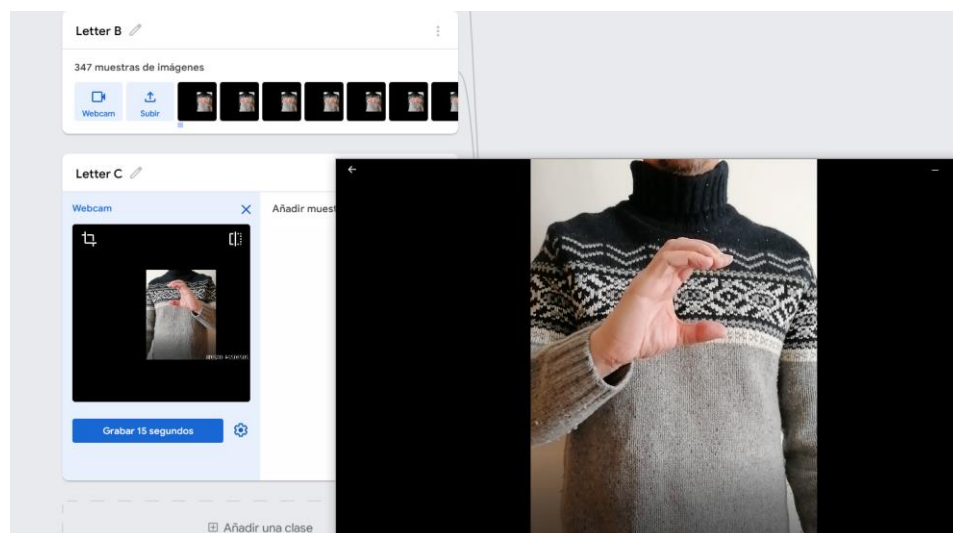 Letter B
347 muestras de imágenes
Webcam
Subir
Letter C
Webcam
Añadir muest
Grabar 15 segundos
Añadir una clase